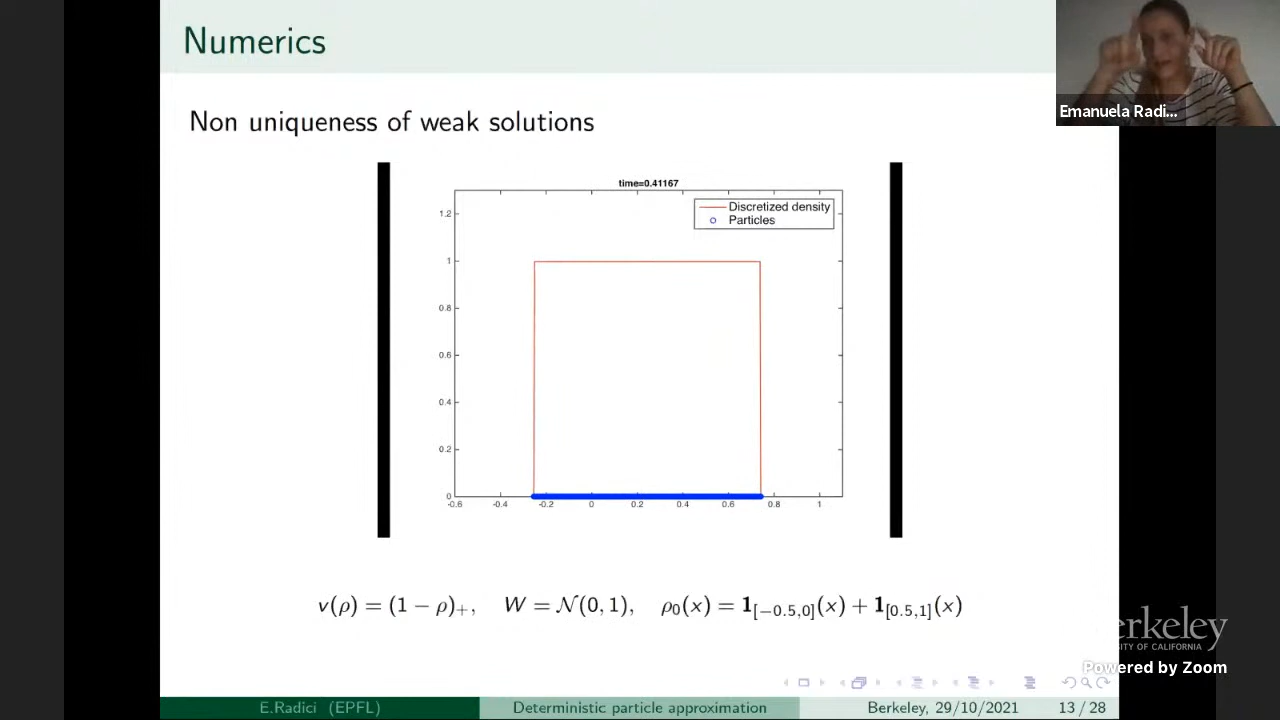 Numerics
Emanuela Radi...
Non uniqueness of weak solutions
time=0.41167
Discretized density
Particles
1.2
1
0.8
0.6
0.4
0.2
0
-0.6 -0.4 -0.2 0 0.2 0.4 0.6 0.8 1
v(ρ) = (1 − ρ)₊, W = 𝒩(0, 1), ρ₀(x) = 𝟏[−0.5,0](x) + 𝟏[0.5,1](x)
erkeley
SITY OF CALIFORNIA
Powered by Zoom
E.Radici (EPFL) Deterministic particle approximation Berkeley, 29/10/2021 13 / 28